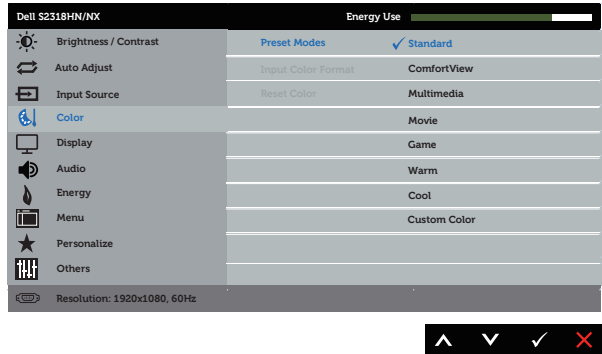 Dell S2318HN/NX Energy Use
Brightness / Contrast Preset Modes Standard
Auto Adjust Input Color Format ComfortView
Input Source Reset Color Multimedia
Color Movie
Display Game
Audio Warm
Energy Cool
Menu Custom Color
Personalize
Others
Resolution: 1920x1080, 60Hz